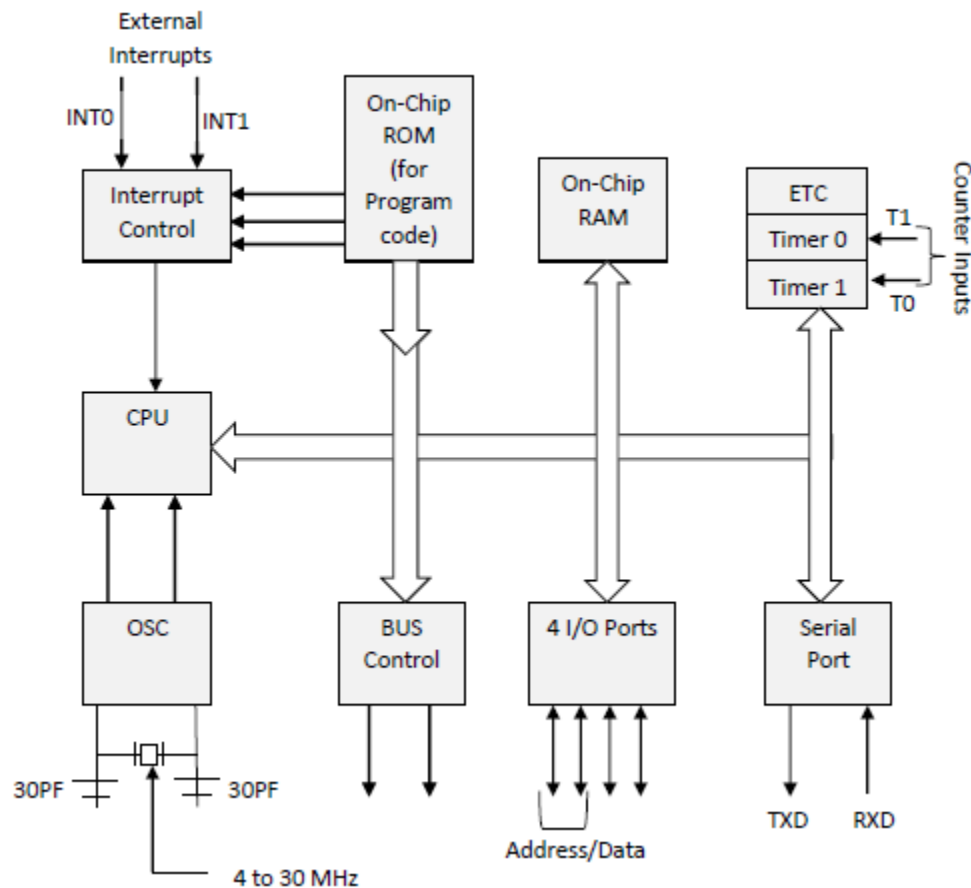 External
Interrupts
INT0
INT1
On-Chip
ROM
(for
Program
code)
Interrupt
Control
On-Chip
RAM
ETC
Timer 0
Timer 1
T1
T0
Counter Inputs
CPU
OSC
BUS
Control
4 I/O Ports
Serial
Port
30PF
30PF
4 to 30 MHz
Address/Data
TXD
RXD